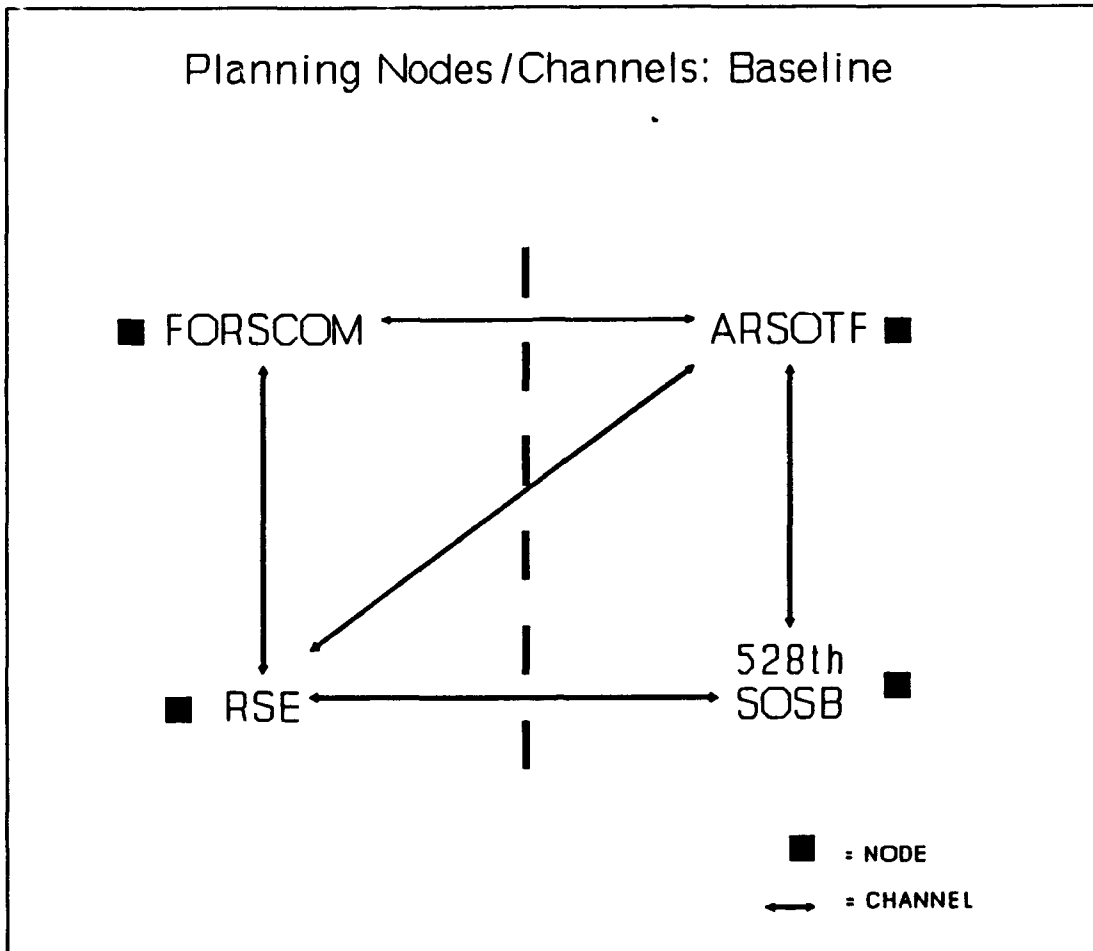 Planning Nodes/Channels: Baseline
FORSCOM
ARSOTF
RSE
528th
SOSB
= NODE
= CHANNEL